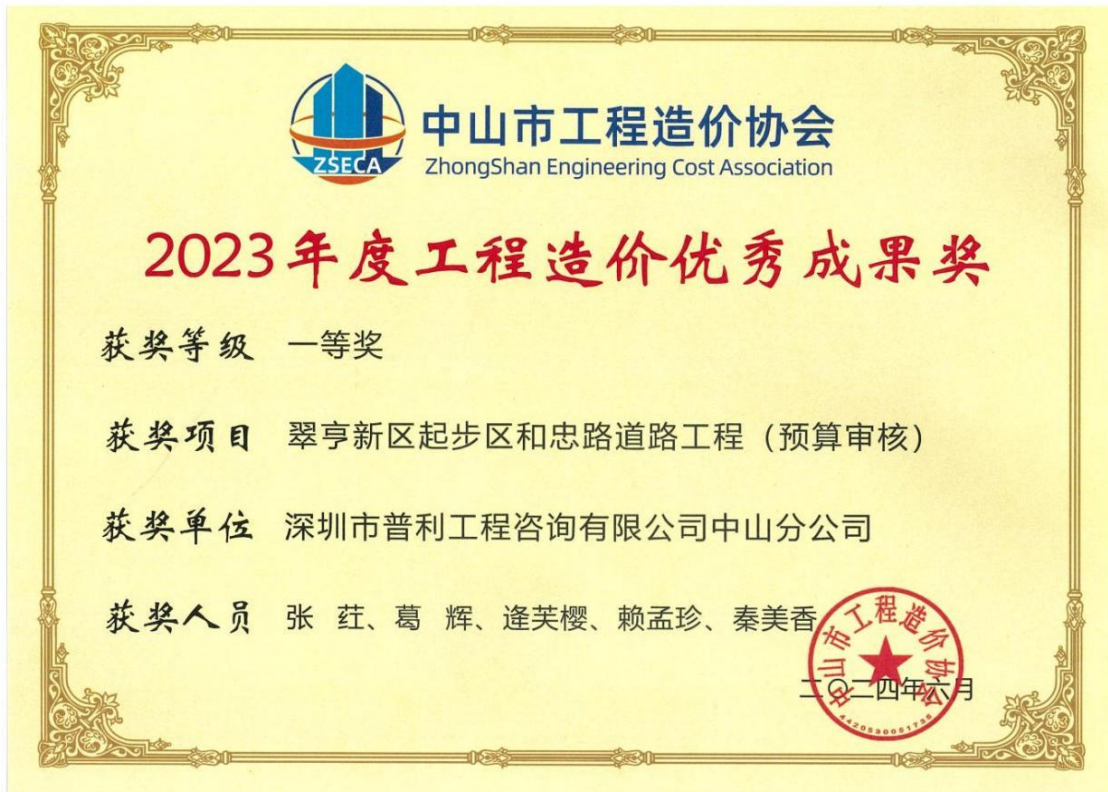 ZSECA
中山市工程造价协会
ZhongShan Engineering Cost Association
2023年度工程造价优秀成果奖
获奖等级 一等奖
获奖项目 翠亨新区起步区和忠路道路工程（预算审核）
获奖单位 深圳市普利工程咨询有限公司中山分公司
获奖人员 张 荭、葛 辉、逄芙樱、赖孟珍、秦美香
中山市工程造价协会
二〇二四年六月